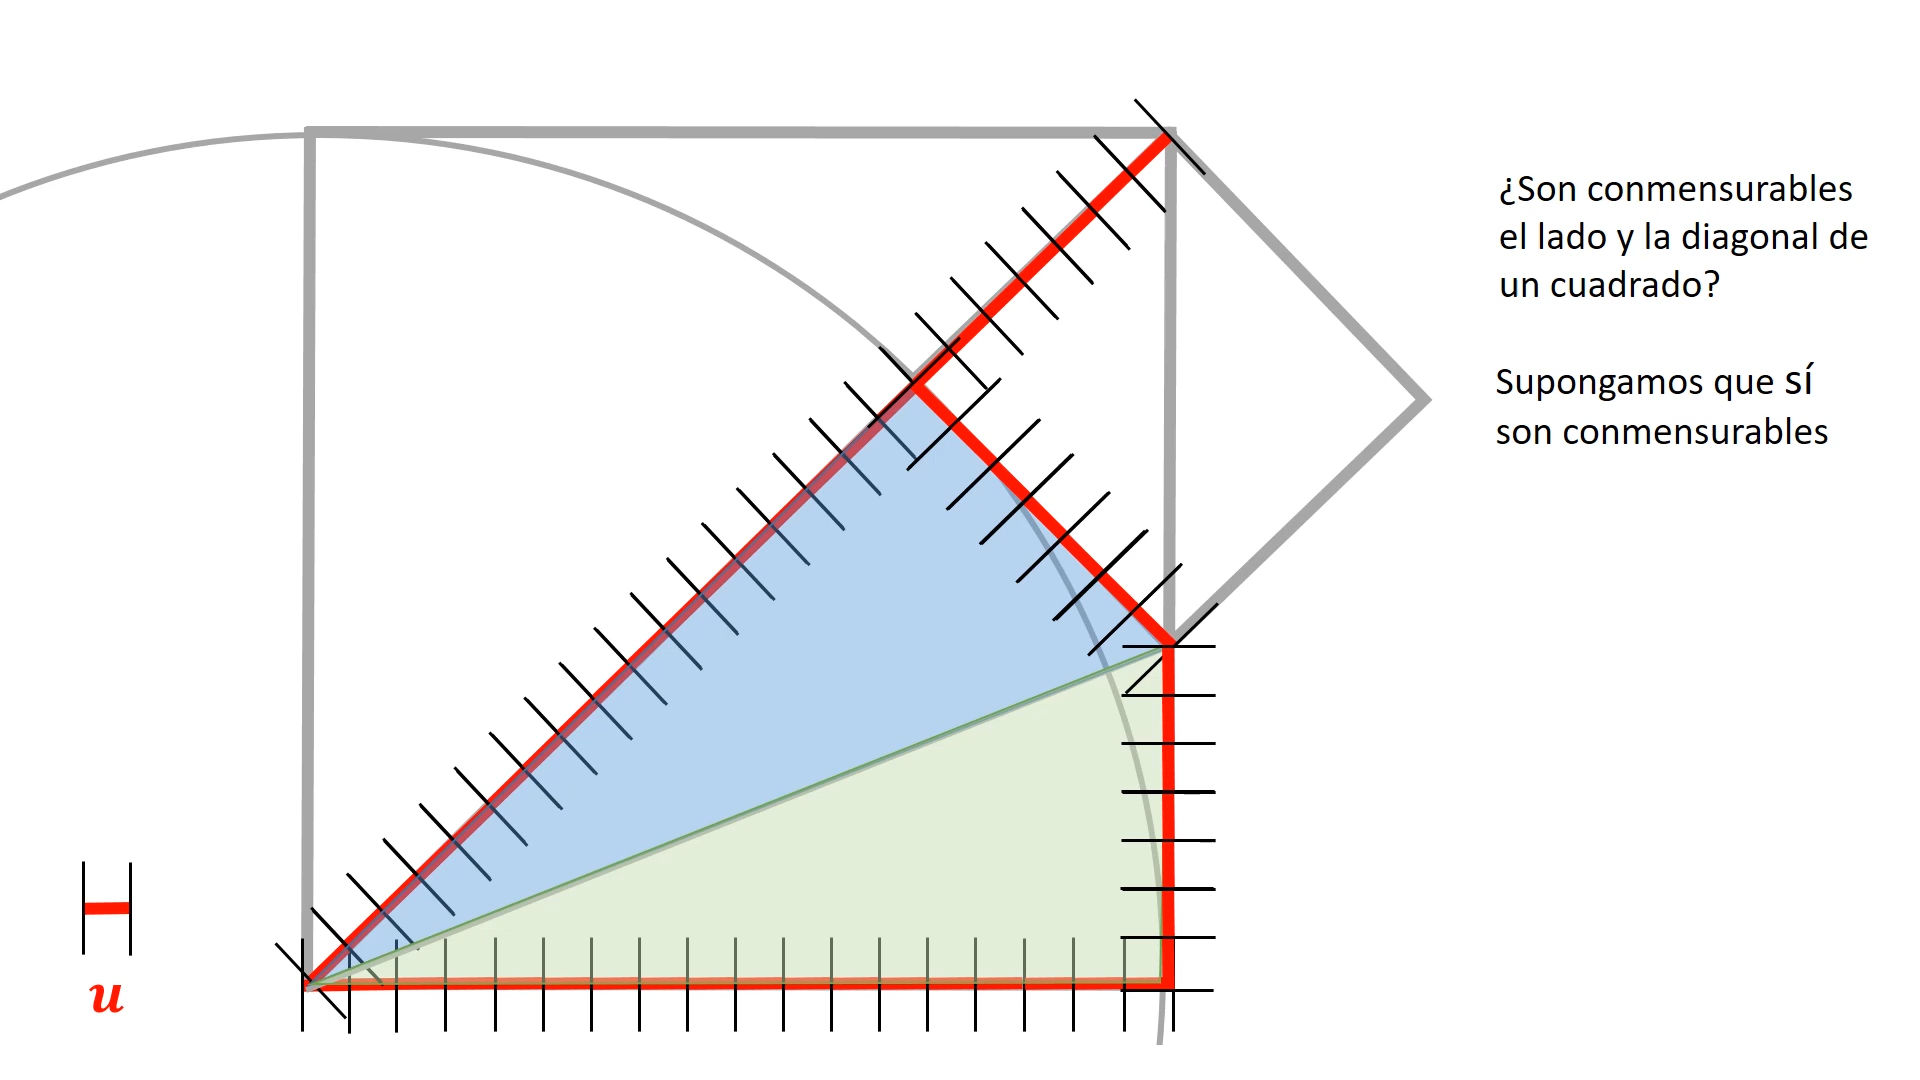 ¿Son conmensurables
el lado y la diagonal de
un cuadrado?
Supongamos que sí
son conmensurables
u